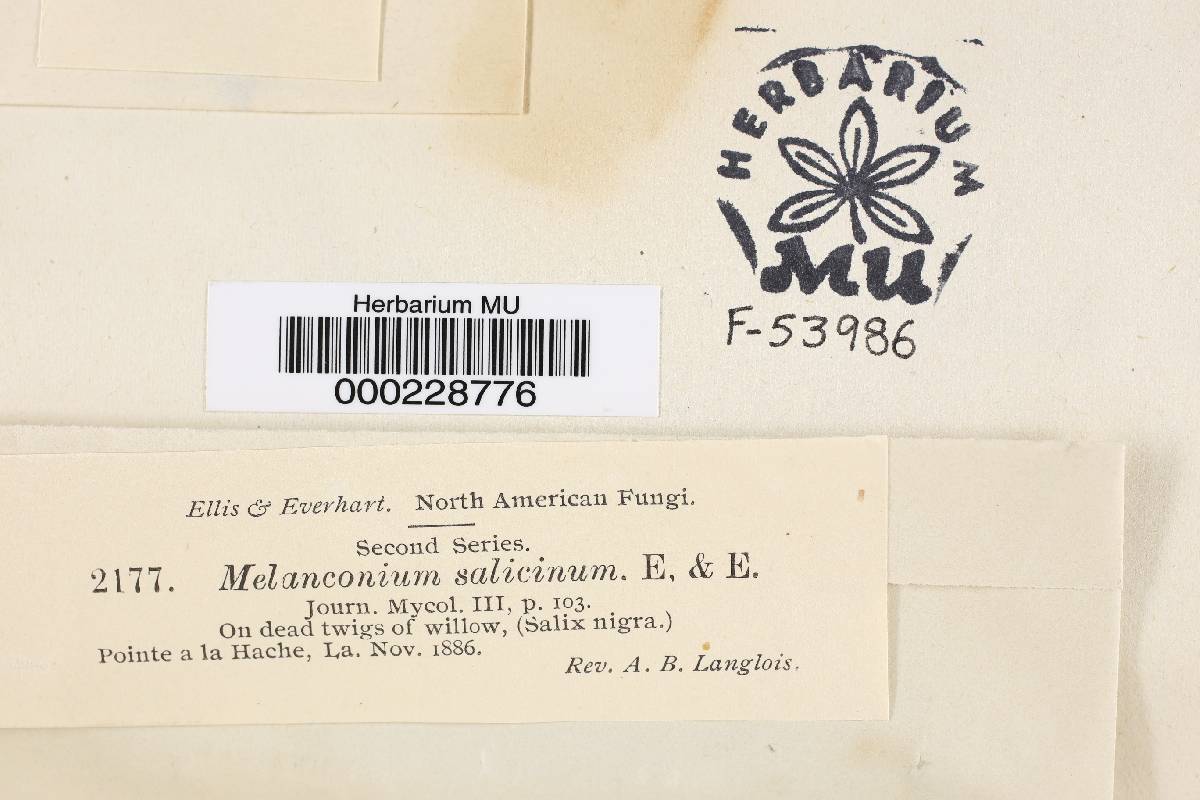 HERBARIUM
MU
F-53986
Herbarium MU
000228776
Ellis & Everhart. North American Fungi.
Second Series.
2177. Melanconium salicinum. E, & E.
Journ. Mycol. III, p. 103.
On dead twigs of willow, (Salix nigra.)
Pointe a la Hache, La. Nov. 1886.
Rev. A. B. Langlois.